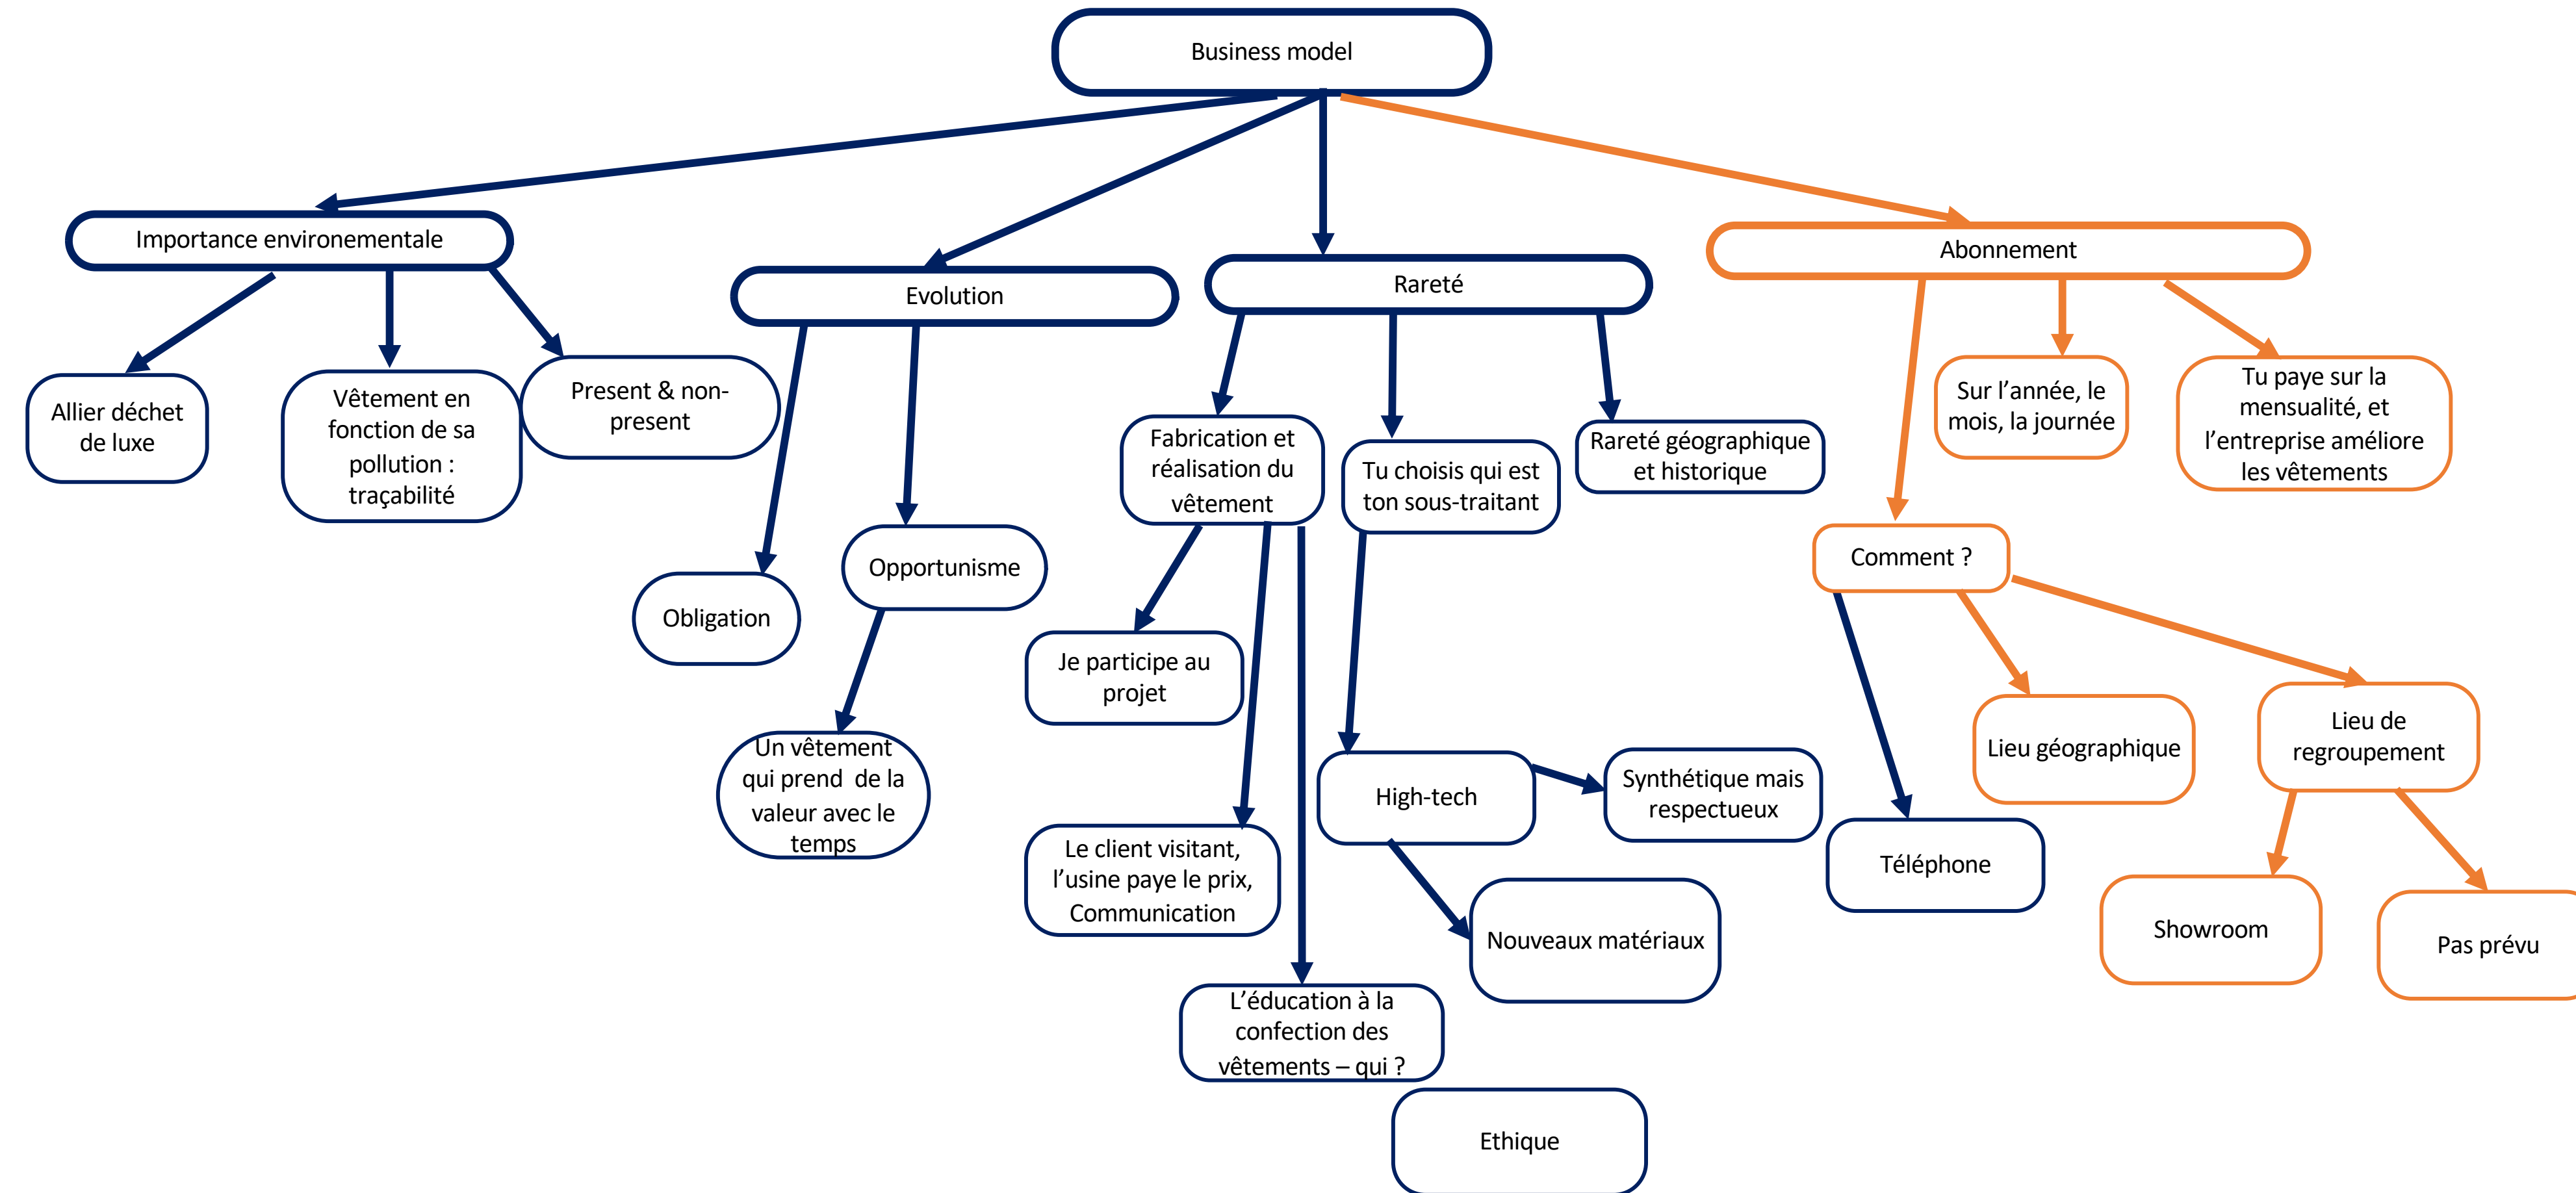 Business model
Importance environementale
Evolution
Rareté
Abonnement
Allier déchet
de luxe
Vêtement en
fonction de sa
pollution :
traçabilité
Present & non-
present
Obligation
Opportunisme
Un vêtement
qui prend  de la
valeur avec le
temps
Fabrication et
réalisation du
vêtement
Tu choisis qui est
ton sous-traitant
Rareté géographique
et historique
Je participe au
projet
Le client visitant,
l’usine paye le prix,
Communication
L’éducation à la
confection des
vêtements – qui ?
High-tech
Synthétique mais
respectueux
Nouveaux matériaux
Ethique
Sur l’année, le
mois, la journée
Tu paye sur la
mensualité, et
l’entreprise améliore
les vêtements
Comment ?
Téléphone
Lieu géographique
Lieu de
regroupement
Showroom
Pas prévu